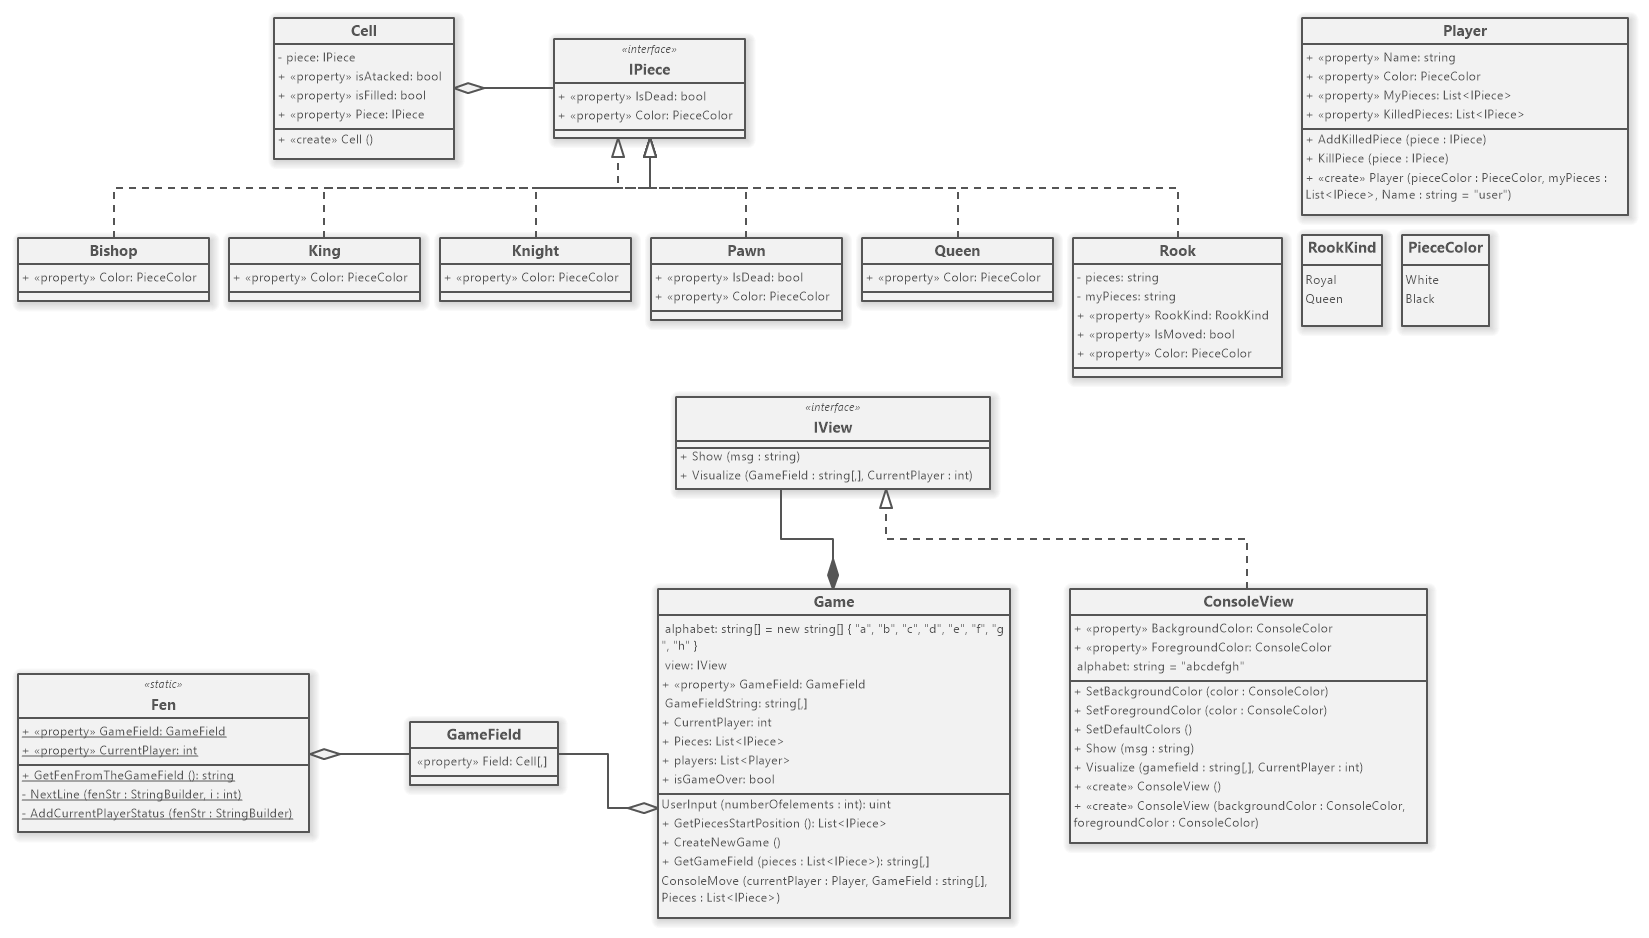 Cell
- piece: IPiece
+ «property» isAtacked: bool
+ «property» isFilled: bool
+ «property» Piece: IPiece
+ «create» Cell ()
«interface»
IPiece
+ «property» IsDead: bool
+ «property» Color: PieceColor
Player
+ «property» Name: string
+ «property» Color: PieceColor
+ «property» MyPieces: List<IPiece>
+ «property» KilledPieces: List<IPiece>
+ AddKilledPiece (piece : IPiece)
+ KillPiece (piece : IPiece)
+ «create» Player (pieceColor : PieceColor, myPieces :
List<IPiece>, Name : string = "user")
Bishop
+ «property» Color: PieceColor
King
+ «property» Color: PieceColor
Knight
+ «property» Color: PieceColor
Pawn
+ «property» IsDead: bool
+ «property» Color: PieceColor
Queen
+ «property» Color: PieceColor
Rook
- pieces: string
- myPieces: string
+ «property» RookKind: RookKind
+ «property» IsMoved: bool
+ «property» Color: PieceColor
RookKind
Royal
Queen
PieceColor
White
Black
«interface»
IView
+ Show (msg : string)
+ Visualize (GameField : string[,], CurrentPlayer : int)
«static»
Fen
+ «property» GameField: GameField
+ «property» CurrentPlayer: int
+ GetFenFromTheGameField (): string
- NextLine (fenStr : StringBuilder, i : int)
- AddCurrentPlayerStatus (fenStr : StringBuilder)
GameField
«property» Field: Cell[,]
Game
alphabet: string[] = new string[] { "a", "b", "c", "d", "e", "f", "g
", "h" }
view: IView
+ «property» GameField: GameField
GameFieldString: string[,]
+ CurrentPlayer: int
+ Pieces: List<IPiece>
+ players: List<Player>
+ isGameOver: bool
UserInput (numberOfelements : int): uint
+ GetPiecesStartPosition (): List<IPiece>
+ CreateNewGame ()
+ GetGameField (pieces : List<IPiece>): string[,]
ConsoleMove (currentPlayer : Player, GameField : string[,],
Pieces : List<IPiece>)
ConsoleView
+ «property» BackgroundColor: ConsoleColor
+ «property» ForegroundColor: ConsoleColor
alphabet: string = "abcdefgh"
+ SetBackgroundColor (color : ConsoleColor)
+ SetForegroundColor (color : ConsoleColor)
+ SetDefaultColors ()
+ Show (msg : string)
+ Visualize (gamefield : string[,], CurrentPlayer : int)
+ «create» ConsoleView ()
+ «create» ConsoleView (backgroundColor : ConsoleColor,
foregroundColor : ConsoleColor)